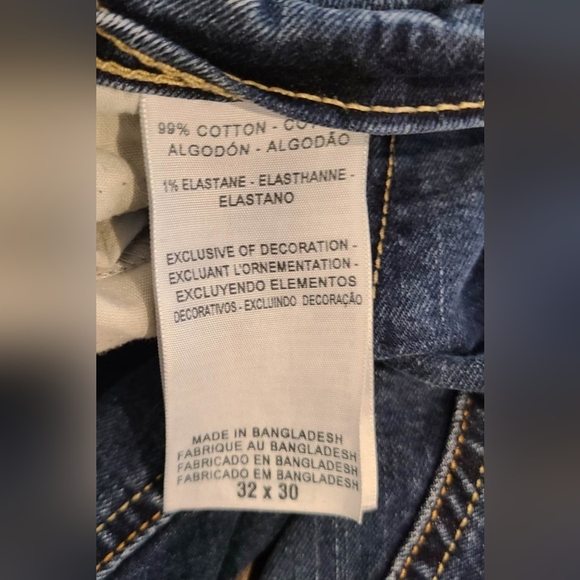 99% COTTON -
ALGODÓN - ALGODÃO
1% ELASTANE - ELASTHANNE -
ELASTANO
EXCLUSIVE OF DECORATION -
EXCLUANT L'ORNEMENTATION -
EXCLUYENDO ELEMENTOS
DECORATIVOS - EXCLUINDO DECORAÇÃO
MADE IN BANGLADESH
FABRIQUE AU BANGLADESH
FABRICADO EN BANGLADESH
FABRICADO EM BANGLADESH
32 x 30